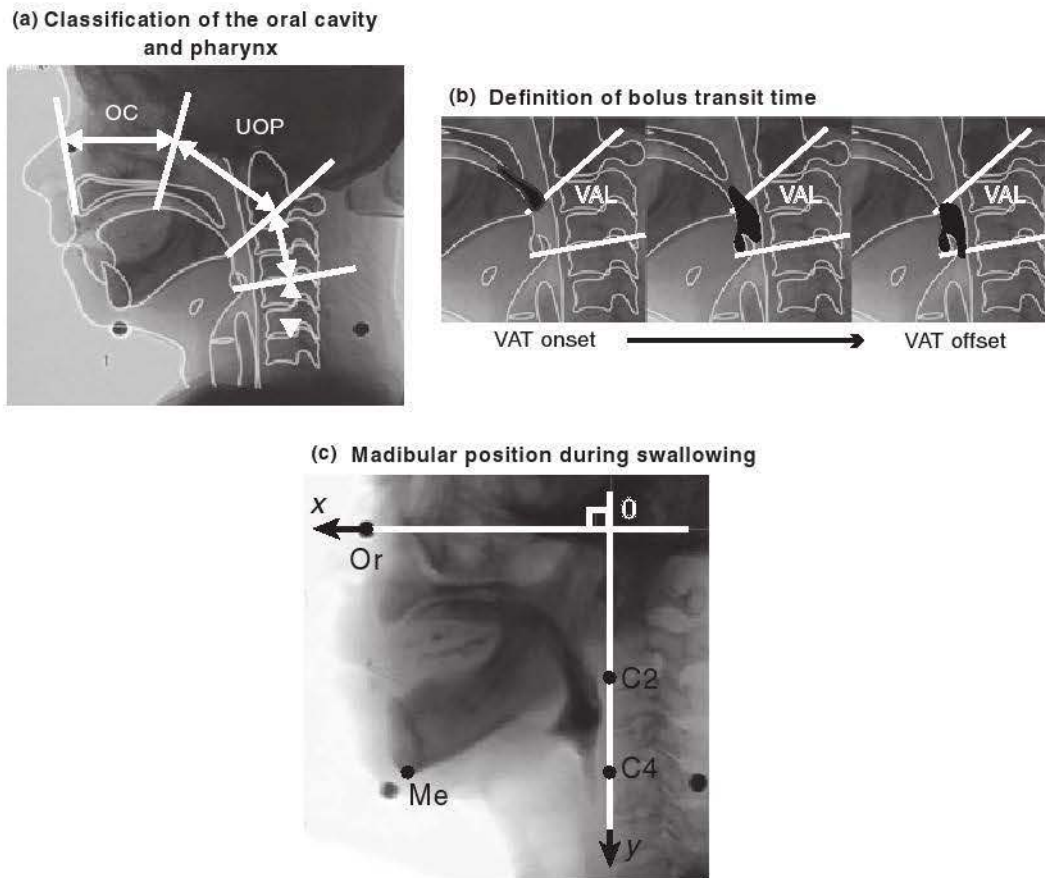 (a) Classification of the oral cavity
and pharynx
OC
UOP
(b) Definition of bolus transit time
VAL
VAL
VAL
VAT onset
VAT offset
(c) Madibular position during swallowing
x
0
Or
C2
C4
Me
y